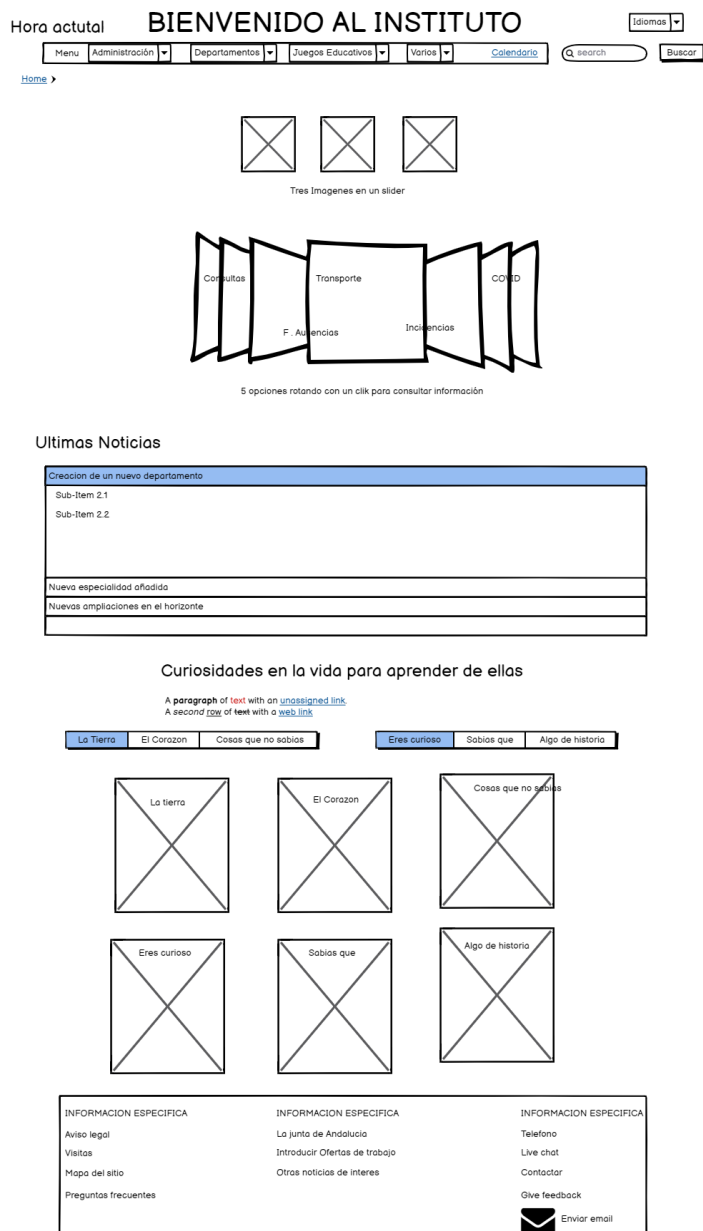 Hora actutal
BIENVENIDO AL INSTITUTO
Idiomas
Menu Administración Departamentos Juegos Educativos Varios Calendario search Buscar
Home
Tres Imagenes en un slider
Consultas
Transporte
COVID
F . Ausencias
Incidencias
5 opciones rotando con un clik para consultar información
Ultimas Noticias
Creacion de un nuevo departamento
Sub-Item 2.1
Sub-Item 2.2
Nueva especialidad añadida
Nuevas ampliaciones en el horizonte
Curiosidades en la vida para aprender de ellas
A paragraph of text with an unassigned link.
A second row of text with a web link
La Tierra El Corazon Cosas que no sabias
Eres curioso Sabias que Algo de historia
La tierra
El Corazon
Cosas que no sabias
Eres curioso
Sabias que
Algo de historia
INFORMACION ESPECIFICA
Aviso legal
Visitas
Mapa del sitio
Preguntas frecuentes
INFORMACION ESPECIFICA
La junta de Andalucia
Introducir Ofertas de trabajo
Otras noticias de interes
INFORMACION ESPECIFICA
Telefono
Live chat
Contactar
Give feedback
Enviar email